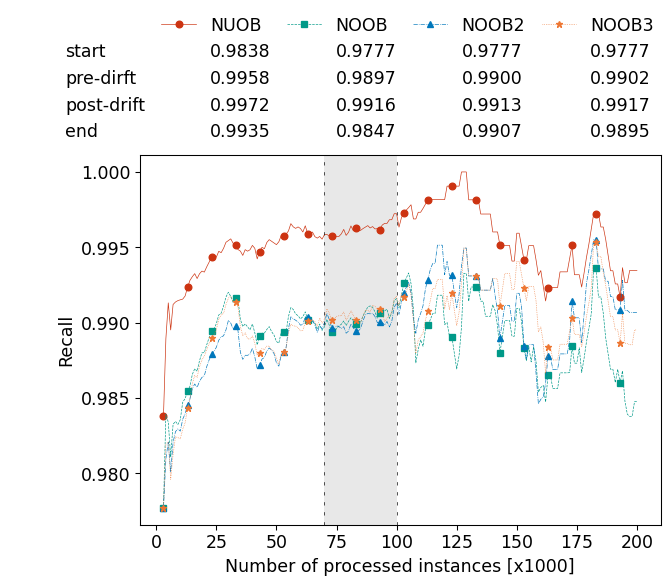 NUOB NOOB NOOB2 NOOB3
start 0.9838 0.9777 0.9777 0.9777
pre-dirft 0.9958 0.9897 0.9900 0.9902
post-drift 0.9972 0.9916 0.9913 0.9917
end 0.9935 0.9847 0.9907 0.9895
1.000
0.995
0.990
0.985
0.980
Recall
0 25 50 75 100 125 150 175 200
Number of processed instances [x1000]